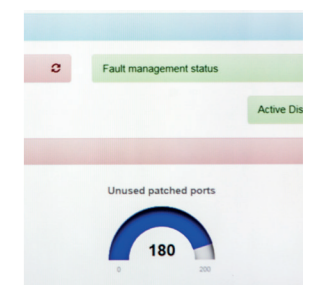 Fault management status
Active Dis
Unused patched ports
180
0
200